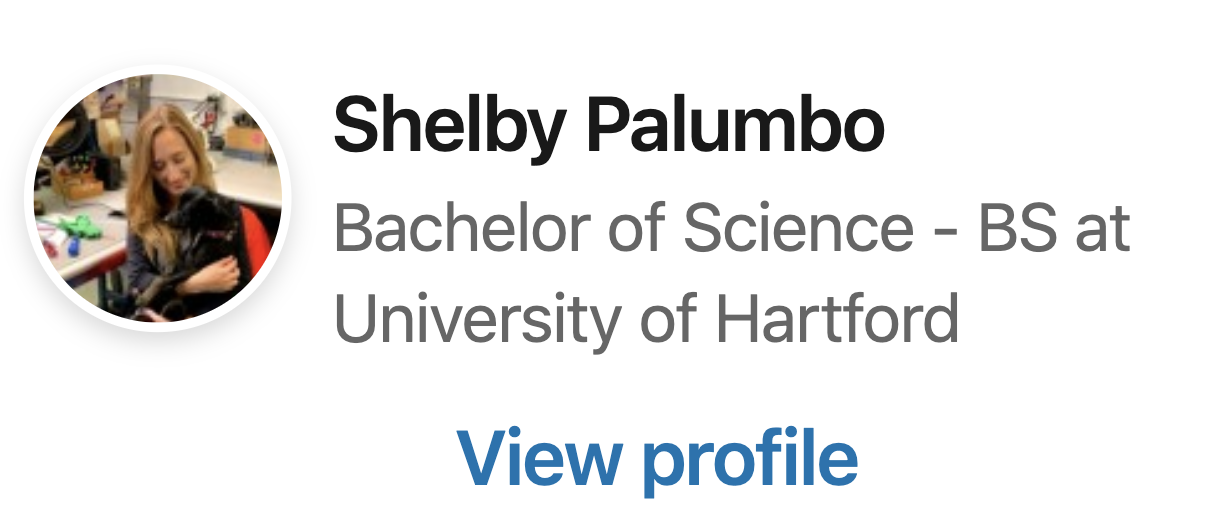 Shelby Palumbo
Bachelor of Science - BS at
University of Hartford
View profile